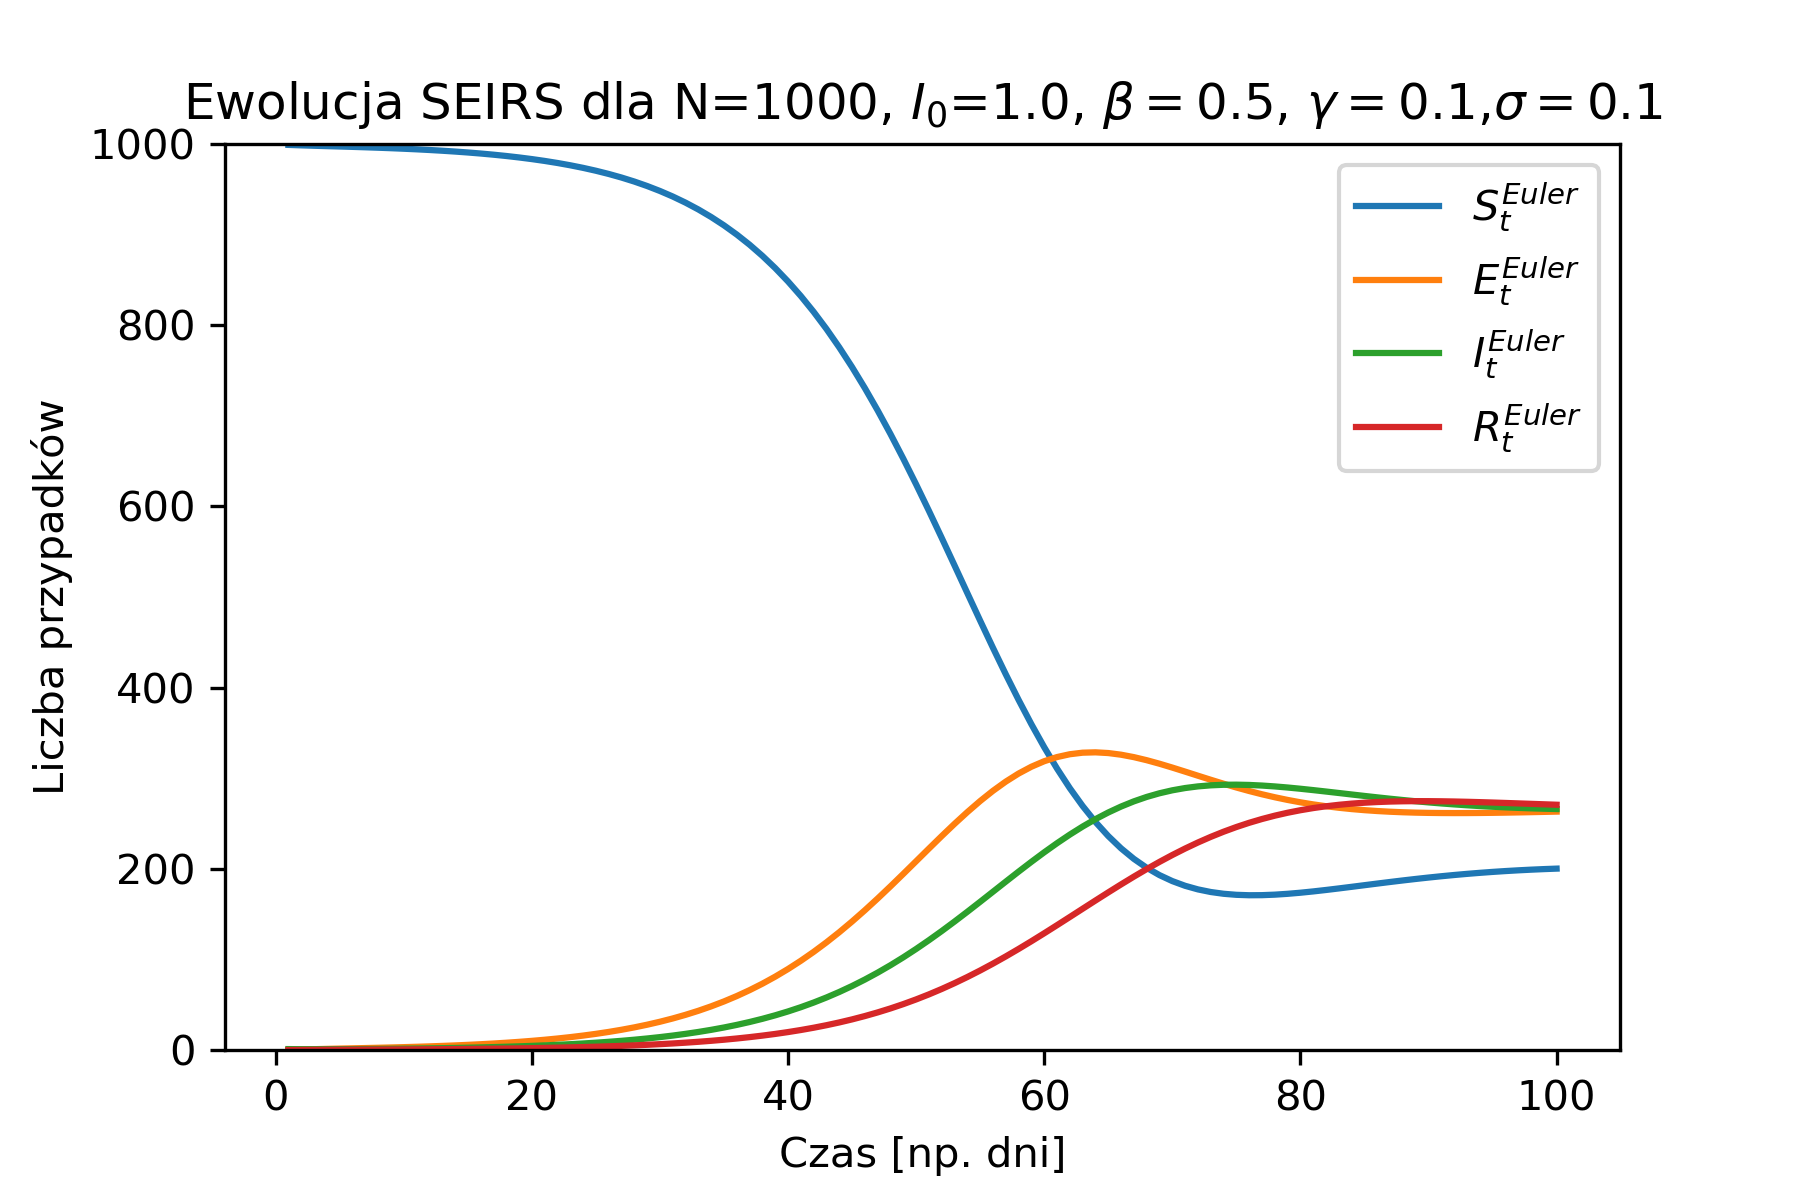 Ewolucja SEIRS dla N=1000, I₀=1.0, β = 0.5, γ = 0.1,σ = 0.1
1000
800
600
400
200
0
Liczba przypadków
S_t^{Euler}
E_t^{Euler}
I_t^{Euler}
R_t^{Euler}
0 20 40 60 80 100
Czas [np. dni]